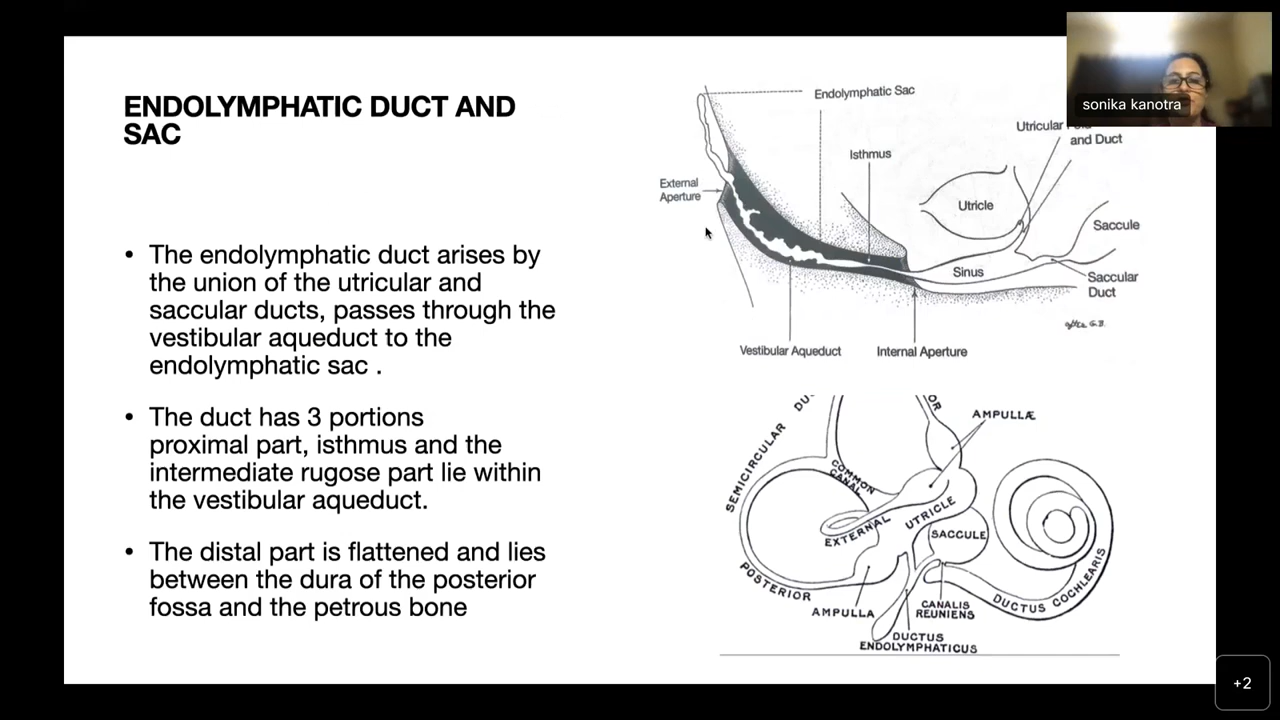 ENDOLYMPHATIC DUCT AND
SAC
• The endolymphatic duct arises by
the union of the utricular and
saccular ducts, passes through the
vestibular aqueduct to the
endolymphatic sac .
• The duct has 3 portions
proximal part, isthmus and the
intermediate rugose part lie within
the vestibular aqueduct.
• The distal part is flattened and lies
between the dura of the posterior
fossa and the petrous bone
sonika kanotra
Endolymphatic Sac
Utricular
and Duct
Isthmus
External
Aperture
Utricle
Saccule
Sinus
Saccular
Duct
Vestibular Aqueduct
Internal Aperture
AMPULLÆ
SEMICIRCULAR
COMMON
CANAL
EXTERNAL
UTRICLE
SACCULE
POSTERIOR
AMPULLA
CANALIS
REUNIENS
DUCTUS COCHLEARIS
DUCTUS
ENDOLYMPHATICUS
+2